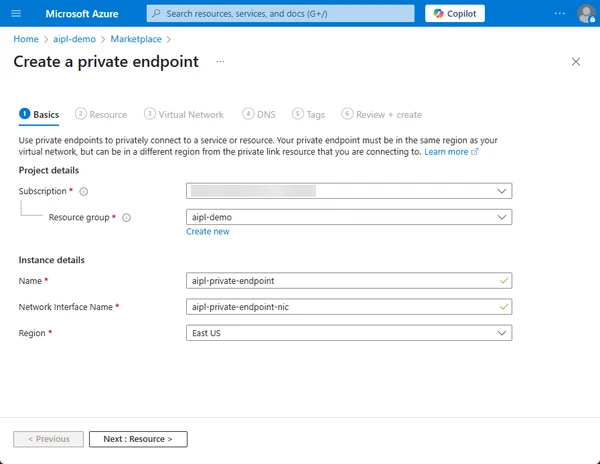 Microsoft Azure
Search resources, services, and docs (G+/)
Copilot
...
Home > aipl-demo > Marketplace >
Create a private endpoint ...
1 Basics 2 Resource 3 Virtual Network 4 DNS 5 Tags 6 Review + create
Use private endpoints to privately connect to a service or resource. Your private endpoint must be in the same region as your
virtual network, but can be in a different region from the private link resource that you are connecting to. Learn more
Project details
Subscription *
Resource group * aipl-demo
Create new
Instance details
Name * aipl-private-endpoint
Network Interface Name * aipl-private-endpoint-nic
Region * East US
< Previous Next : Resource >